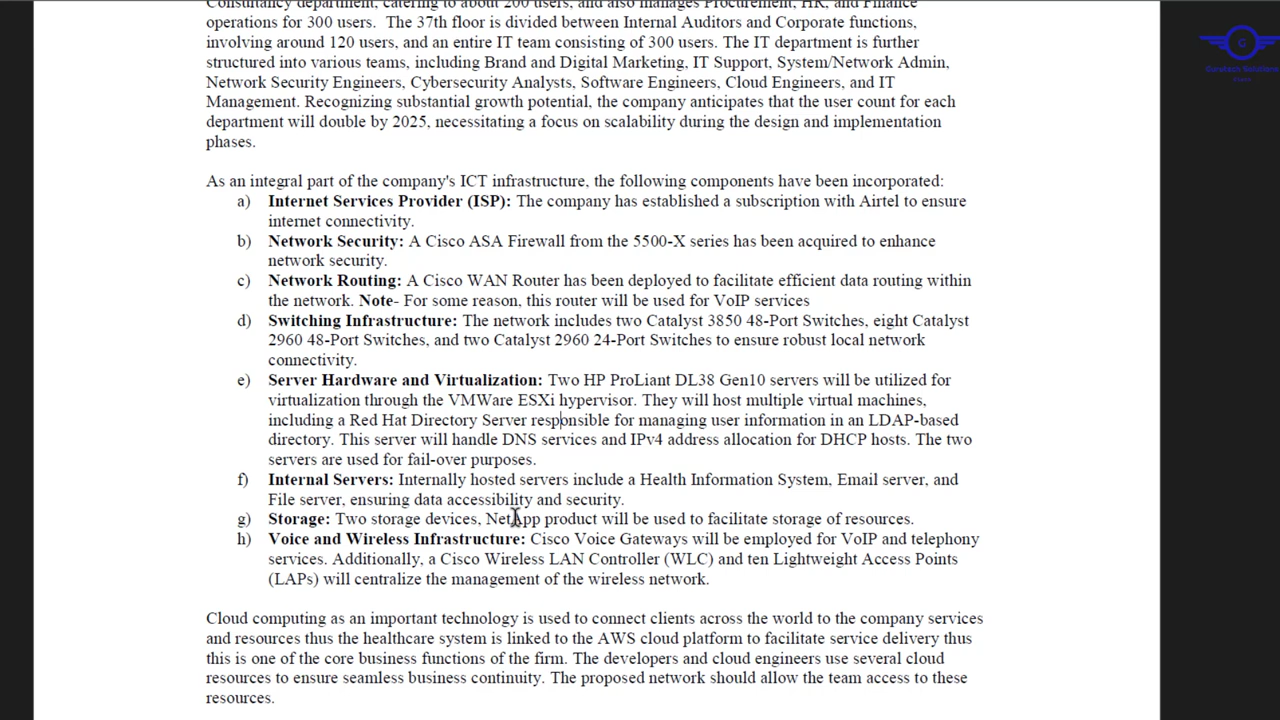 Consultancy department, catering to about 200 users, and also manages Procurement, HR, and Finance
operations for 300 users. The 37th floor is divided between Internal Auditors and Corporate functions,
involving around 120 users, and an entire IT team consisting of 300 users. The IT department is further
structured into various teams, including Brand and Digital Marketing, IT Support, System/Network Admin,
Network Security Engineers, Cybersecurity Analysts, Software Engineers, Cloud Engineers, and IT
Management. Recognizing substantial growth potential, the company anticipates that the user count for each
department will double by 2025, necessitating a focus on scalability during the design and implementation
phases.
As an integral part of the company's ICT infrastructure, the following components have been incorporated:
a) Internet Services Provider (ISP): The company has established a subscription with Airtel to ensure
internet connectivity.
b) Network Security: A Cisco ASA Firewall from the 5500-X series has been acquired to enhance
network security.
c) Network Routing: A Cisco WAN Router has been deployed to facilitate efficient data routing within
the network. Note- For some reason, this router will be used for VoIP services
d) Switching Infrastructure: The network includes two Catalyst 3850 48-Port Switches, eight Catalyst
2960 48-Port Switches, and two Catalyst 2960 24-Port Switches to ensure robust local network
connectivity.
e) Server Hardware and Virtualization: Two HP ProLiant DL38 Gen10 servers will be utilized for
virtualization through the VMWare ESXi hypervisor. They will host multiple virtual machines,
including a Red Hat Directory Server responsible for managing user information in an LDAP-based
directory. This server will handle DNS services and IPv4 address allocation for DHCP hosts. The two
servers are used for fail-over purposes.
f) Internal Servers: Internally hosted servers include a Health Information System, Email server, and
File server, ensuring data accessibility and security.
g) Storage: Two storage devices, NetApp product will be used to facilitate storage of resources.
h) Voice and Wireless Infrastructure: Cisco Voice Gateways will be employed for VoIP and telephony
services. Additionally, a Cisco Wireless LAN Controller (WLC) and ten Lightweight Access Points
(LAPs) will centralize the management of the wireless network.
Cloud computing as an important technology is used to connect clients across the world to the company services
and resources thus the healthcare system is linked to the AWS cloud platform to facilitate service delivery thus
this is one of the core business functions of the firm. The developers and cloud engineers use several cloud
resources to ensure seamless business continuity. The proposed network should allow the team access to these
resources.
G